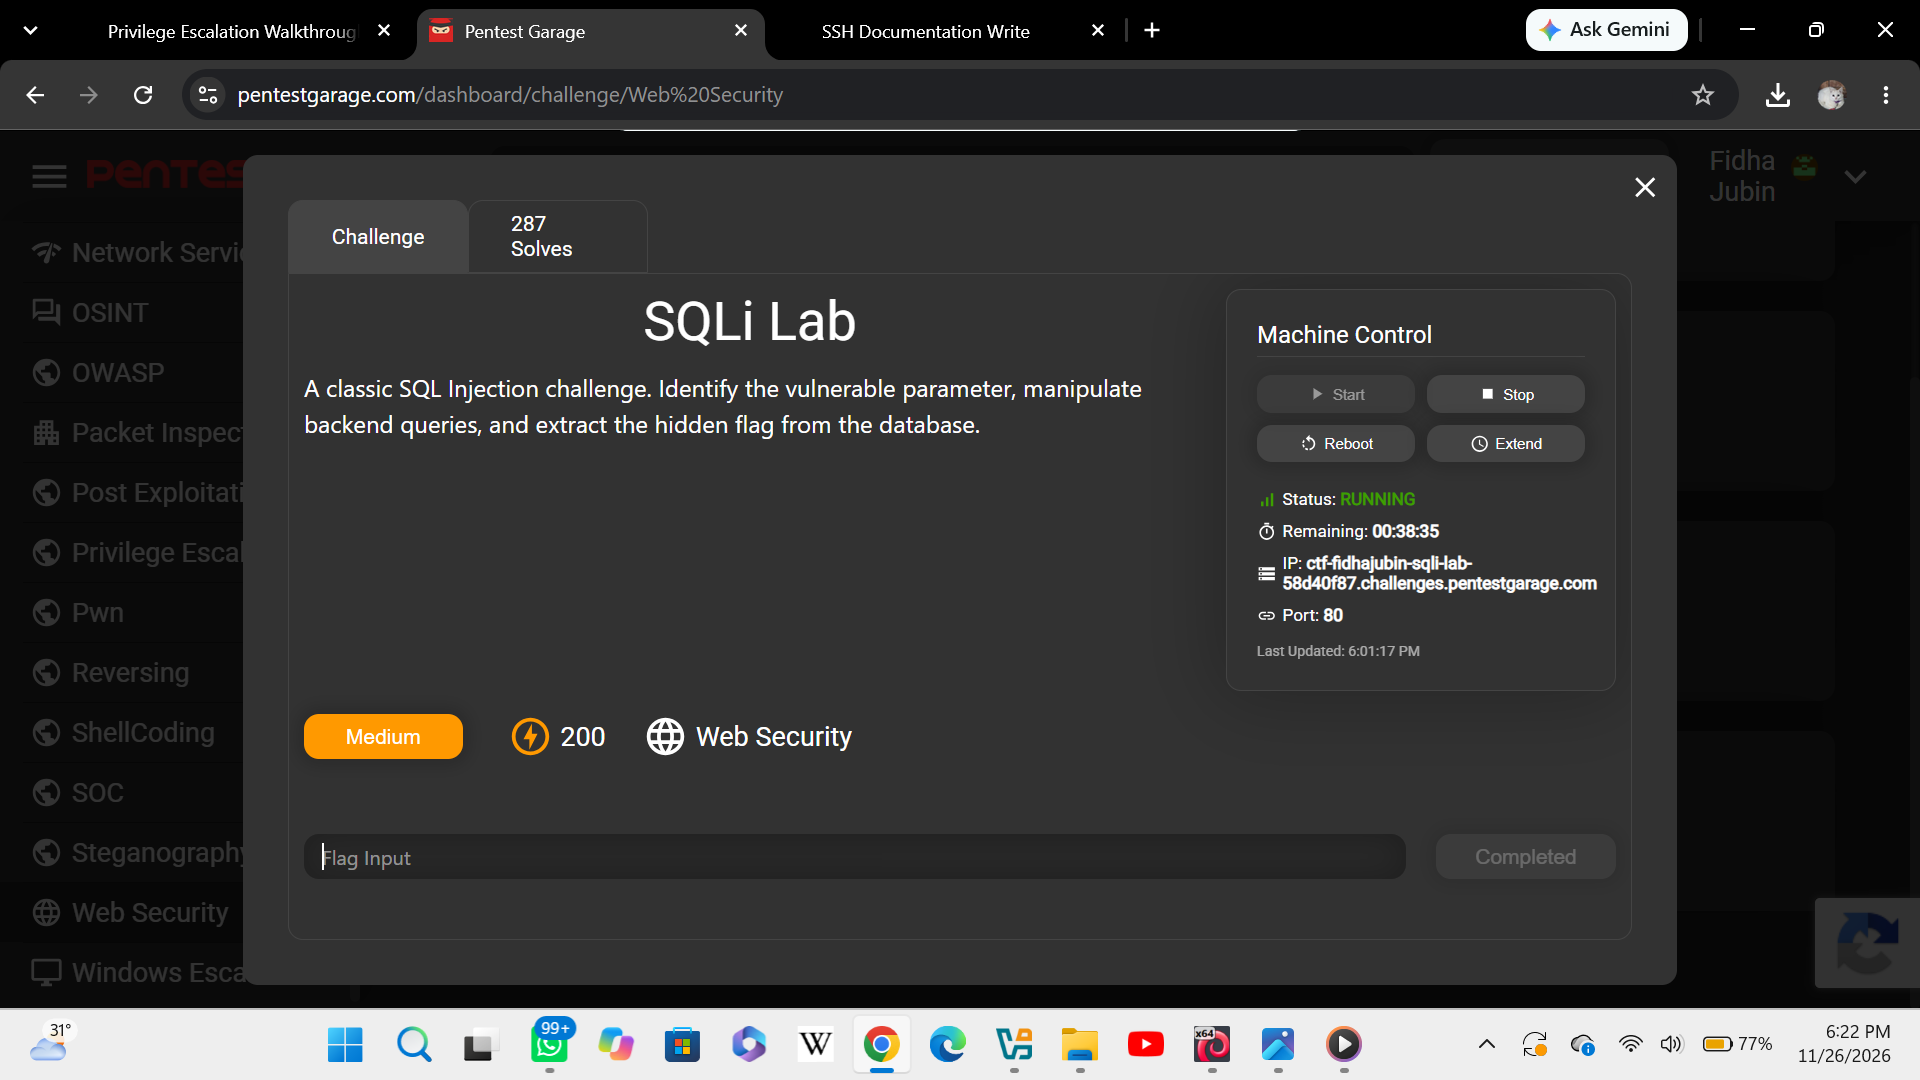 Privilege Escalation Walkthroug
Pentest Garage
SSH Documentation Write
Ask Gemini
pentestgarage.com/dashboard/challenge/Web%20Security
PENTES
Fidha
Jubin
Network Servi
OSINT
OWASP
Packet Inspec
Post Exploitati
Privilege Escal
Pwn
Reversing
ShellCoding
SOC
Steganography
Web Security
Windows Esca
Challenge
287
Solves
SQLi Lab
A classic SQL Injection challenge. Identify the vulnerable parameter, manipulate
backend queries, and extract the hidden flag from the database.
Machine Control
Start
Stop
Reboot
Extend
Status: RUNNING
Remaining: 00:38:35
IP: ctf-fidhajubin-sqli-lab-
58d40f87.challenges.pentestgarage.com
Port: 80
Last Updated: 6:01:17 PM
Medium
200
Web Security
Flag Input
Completed
31°
99+
W
x64
77%
6:22 PM
11/26/2026